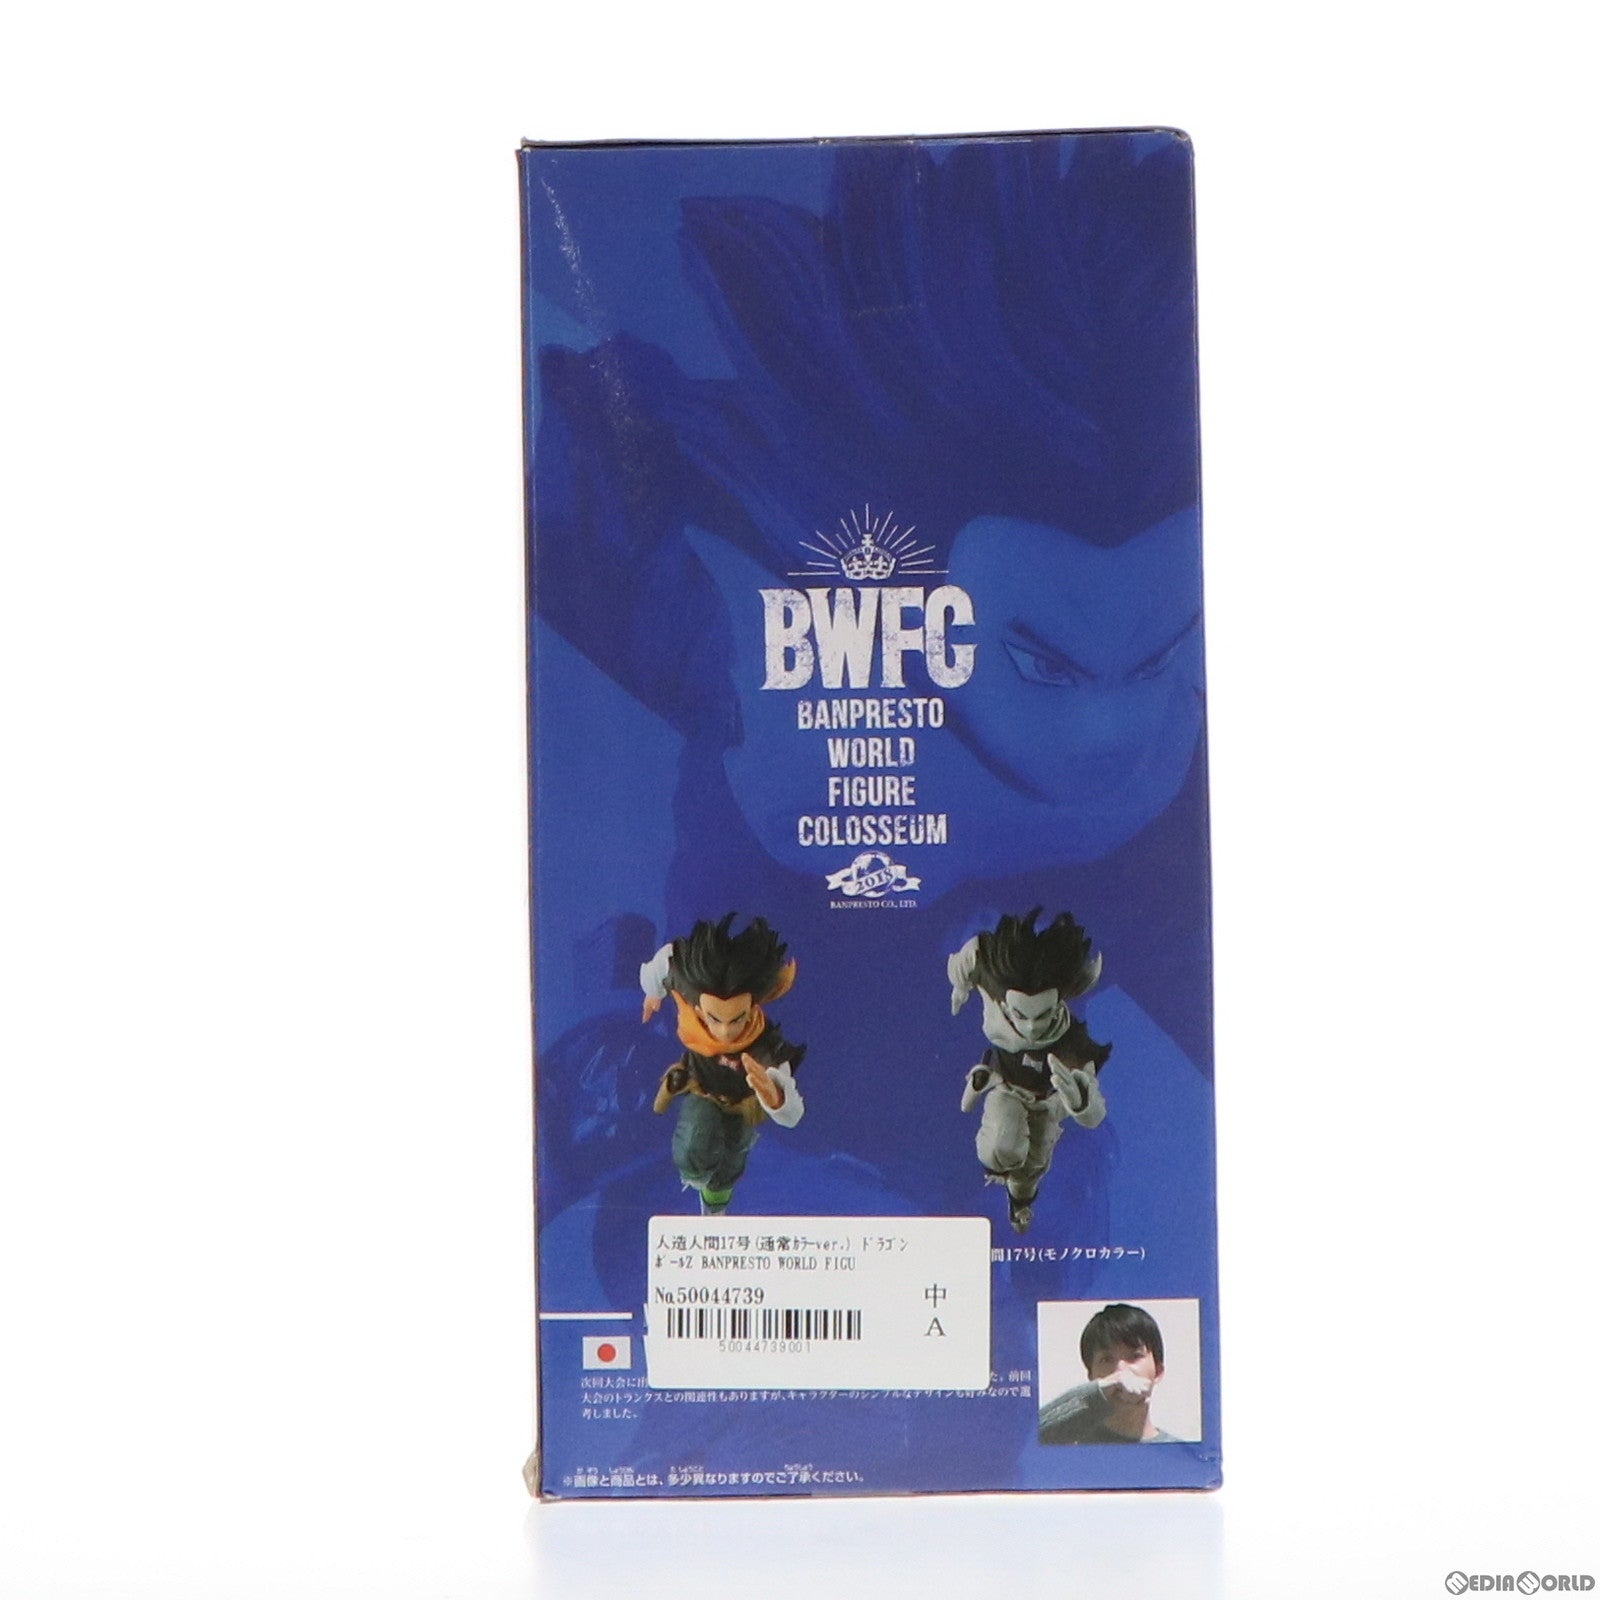 BWFC
BANPRESTO
WORLD
FIGURE
COLOSSEUM
2018
BANPRESTO CO., LTD.
間17号(モノクロカラー)
人造人間17号(通常ｶﾗｰver.) ﾄﾞﾗｺﾞﾝ
ﾎﾞｰﾙZ BANPRESTO WORLD FIGU
No.50044739
中
A
50044739001
次回大会に出
た。前回
大会のトランクスとの関連性もありますが、キャラクターのシンプルなデザインも好みなので選
考しました。
※画像と商品とは、多少異なりますのでご了承ください。
MEDIAWORLD